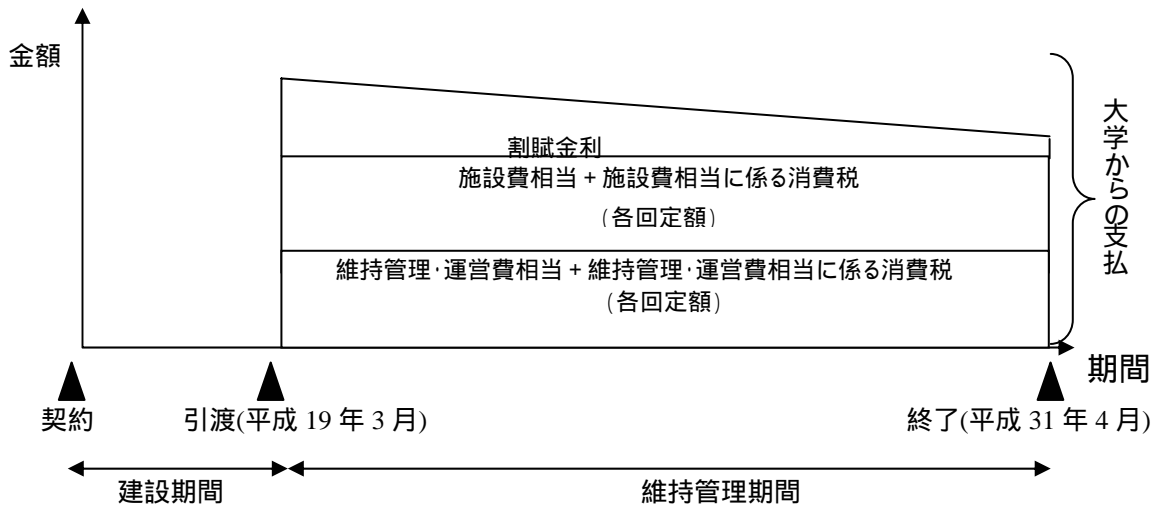 金額
割賦金利
施設費相当＋施設費相当に係る消費税
(各回定額)
維持管理・運営費相当＋維持管理・運営費相当に係る消費税
(各回定額)
大学からの支払
期間
契約
引渡(平成 19 年 3 月)
終了(平成 31 年 4 月)
建設期間
維持管理期間